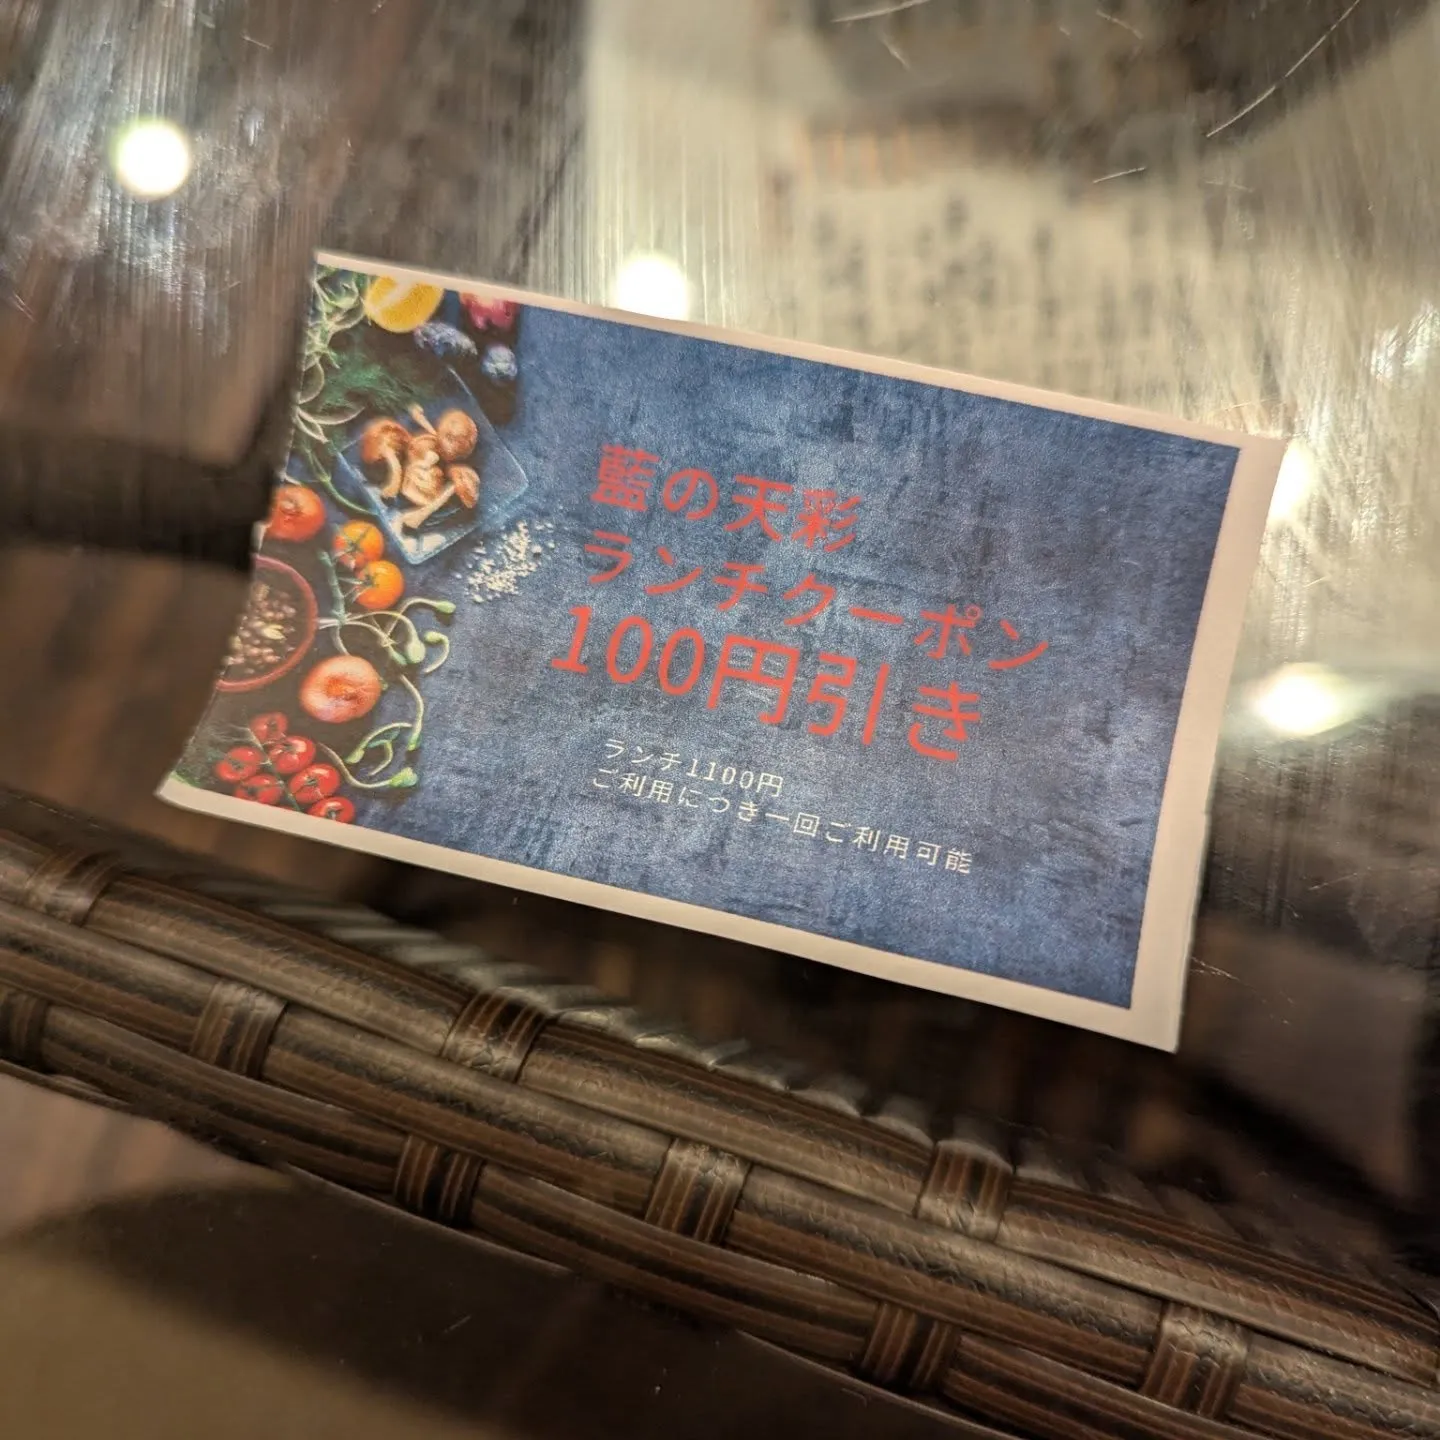 藍の天彩
ランチクーポン
100円引き
ランチ1100円
ご利用につき一回ご利用可能